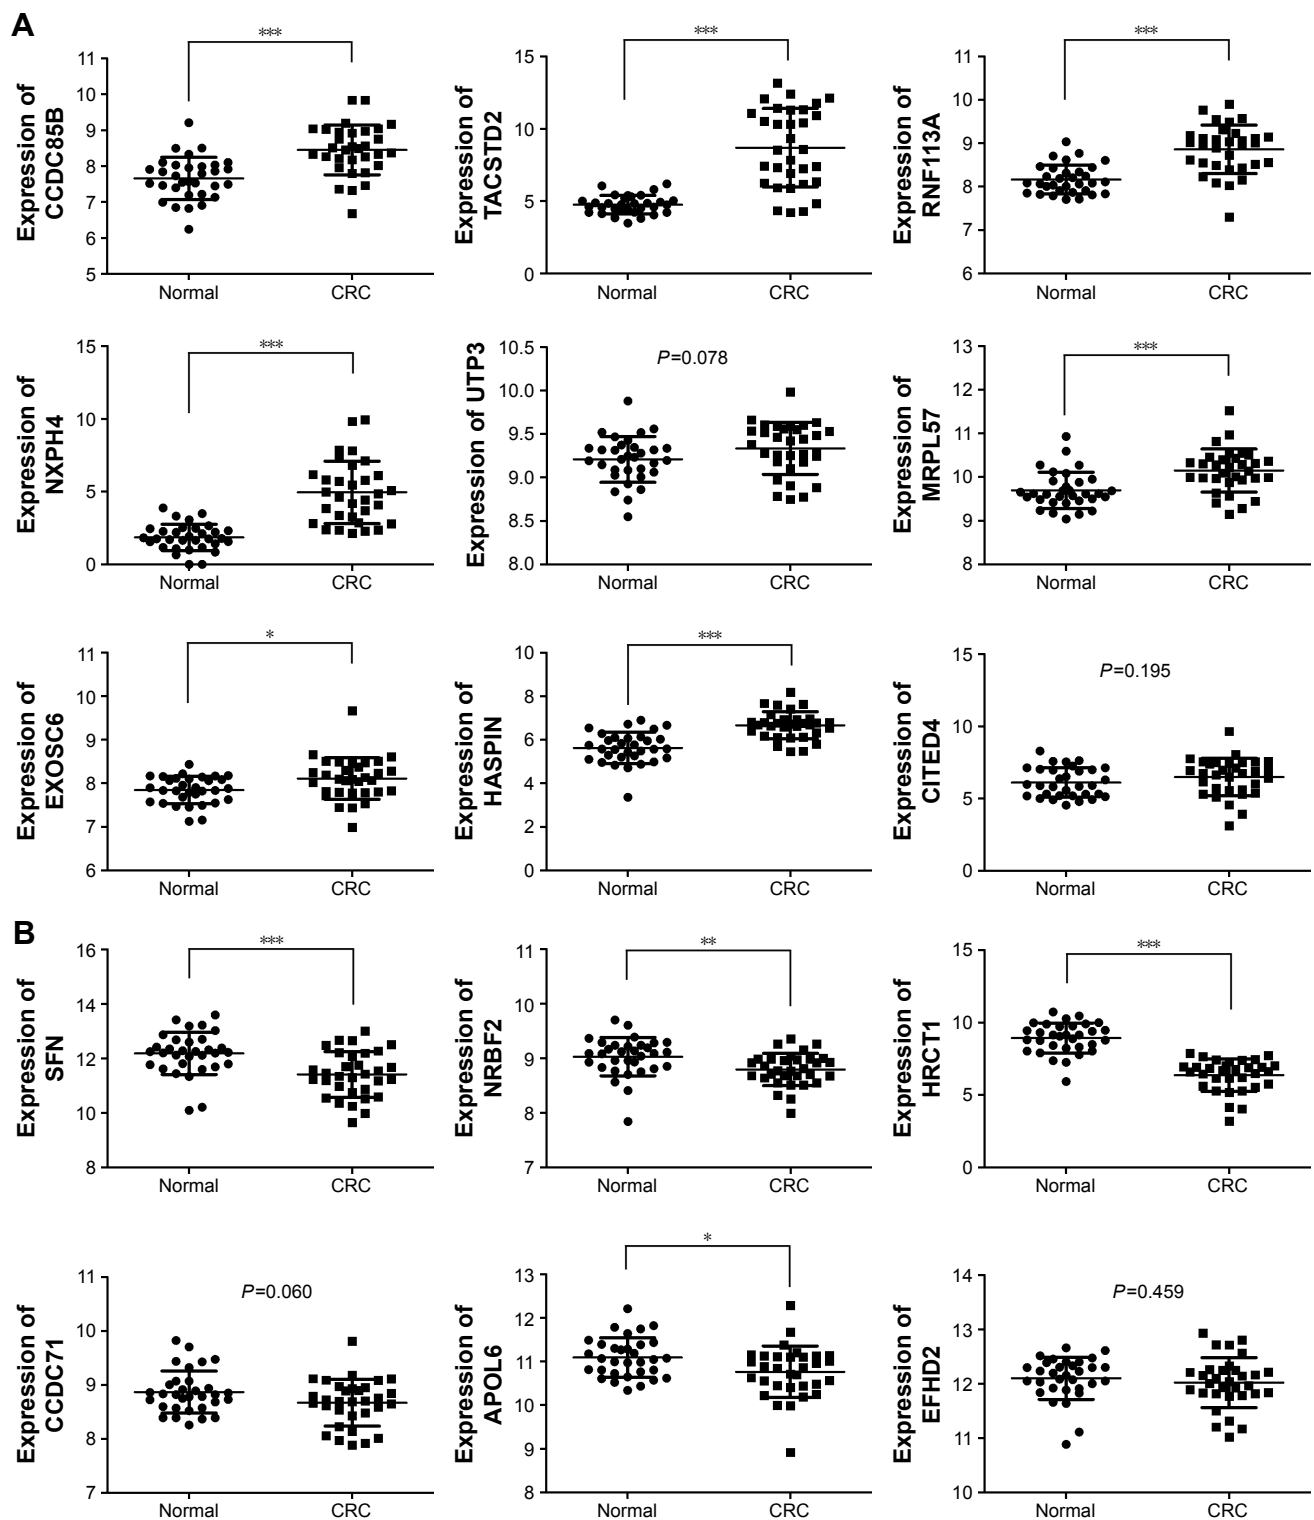 A
Expression of
CCDC85B
***
11
10
9
8
7
6
5
Normal
CRC
Expression of
TACSTD2
***
15
10
5
0
Normal
CRC
Expression of
RNF113A
***
11
10
9
8
7
6
Normal
CRC
Expression of
NXPH4
***
15
10
5
0
Normal
CRC
Expression of UTP3
P=0.078
10.5
10.0
9.5
9.0
8.5
8.0
Normal
CRC
Expression of
MRPL57
***
13
12
11
10
9
8
Normal
CRC
Expression of
EXOSC6
*
11
10
9
8
7
6
Normal
CRC
Expression of
HASPIN
***
10
8
6
4
2
0
Normal
CRC
Expression of
CITED4
P=0.195
15
10
5
0
Normal
CRC
B
Expression of
SFN
***
16
14
12
10
8
Normal
CRC
Expression of
NRBF2
**
11
10
9
8
7
Normal
CRC
Expression of
HRCT1
***
15
10
5
0
Normal
CRC
Expression of
CCDC71
P=0.060
11
10
9
8
7
Normal
CRC
Expression of
APOL6
*
13
12
11
10
9
8
Normal
CRC
Expression of
EFHD2
P=0.459
14
13
12
11
10
Normal
CRC